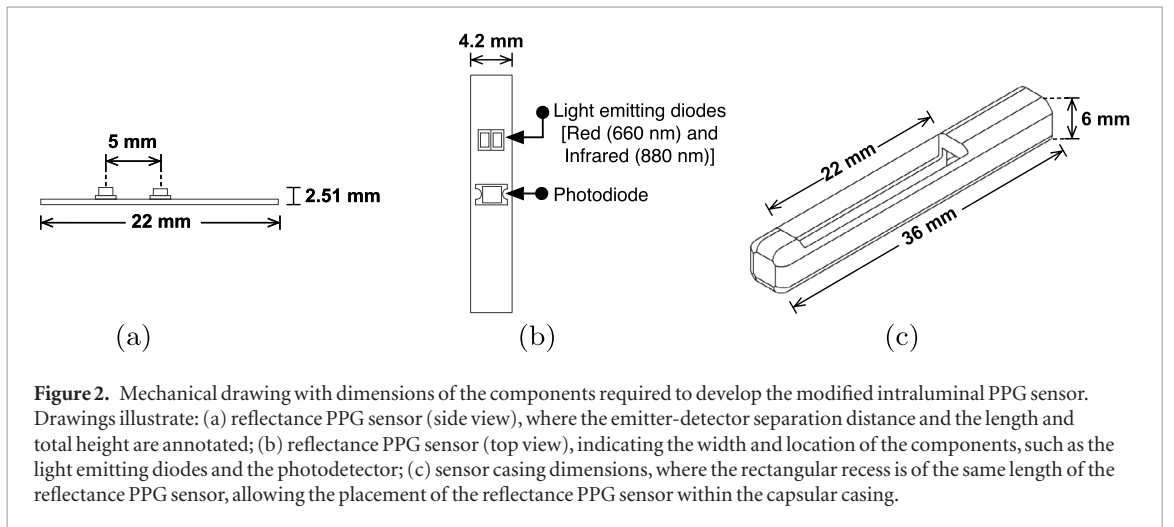 4.2 mm
5 mm
2.51 mm
22 mm
(a)
Light emitting diodes
[Red (660 nm) and
Infrared (880 nm)]
Photodiode
(b)
22 mm
6 mm
36 mm
(c)
Figure 2. Mechanical drawing with dimensions of the components required to develop the modified intraluminal PPG sensor.
Drawings illustrate: (a) reflectance PPG sensor (side view), where the emitter-detector separation distance and the length and
total height are annotated; (b) reflectance PPG sensor (top view), indicating the width and location of the components, such as the
light emitting diodes and the photodetector; (c) sensor casing dimensions, where the rectangular recess is of the same length of the
reflectance PPG sensor, allowing the placement of the reflectance PPG sensor within the capsular casing.